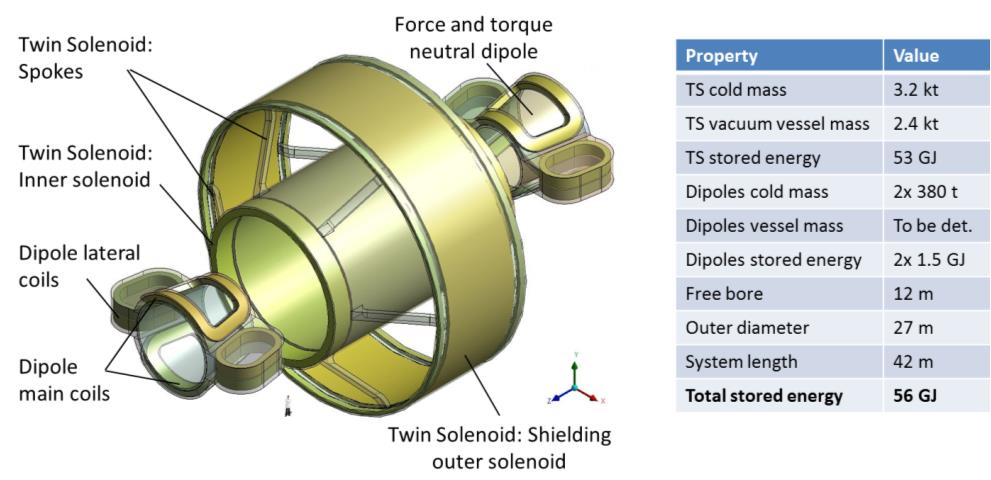 Force and torque
neutral dipole
Twin Solenoid:
Spokes
Twin Solenoid:
Inner solenoid
Dipole lateral
coils
Dipole
main coils
Twin Solenoid: Shielding
outer solenoid
Y
Z
X
Property Value
TS cold mass 3.2 kt
TS vacuum vessel mass 2.4 kt
TS stored energy 53 GJ
Dipoles cold mass 2x 380 t
Dipoles vessel mass To be det.
Dipoles stored energy 2x 1.5 GJ
Free bore 12 m
Outer diameter 27 m
System length 42 m
Total stored energy 56 GJ